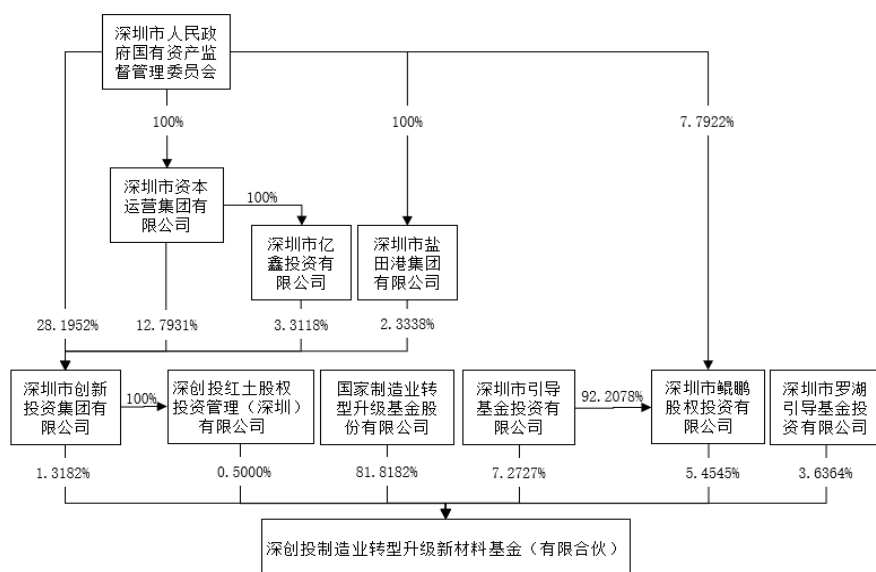 深圳市人民政
府国有资产监
督管理委员会
100%
100%
7.7922%
深圳市资本
运营集团有
限公司
100%
深圳市亿
鑫投资有
限公司
深圳市盐
田港集团
有限公司
28.1952%
12.7931%
3.3118%
2.3338%
深圳市创新
投资集团有
限公司
100%
深创投红土股权
投资管理（深圳）
有限公司
国家制造业转
型升级基金股
份有限公司
深圳市引导
基金投资有
限公司
92.2078%
深圳市鲲鹏
股权投资有
限公司
深圳市罗湖
引导基金投
资有限公司
1.3182%
0.5000%
81.8182%
7.2727%
5.4545%
3.6364%
深创投制造业转型升级新材料基金（有限合伙）